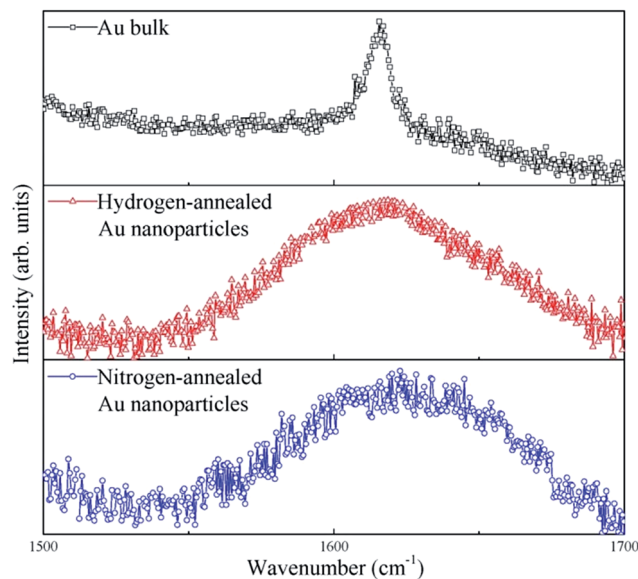 Au bulk
Hydrogen-annealed
Au nanoparticles
Nitrogen-annealed
Au nanoparticles
Intensity (arb. units)
1500
1600
1700
Wavenumber (cm⁻¹)